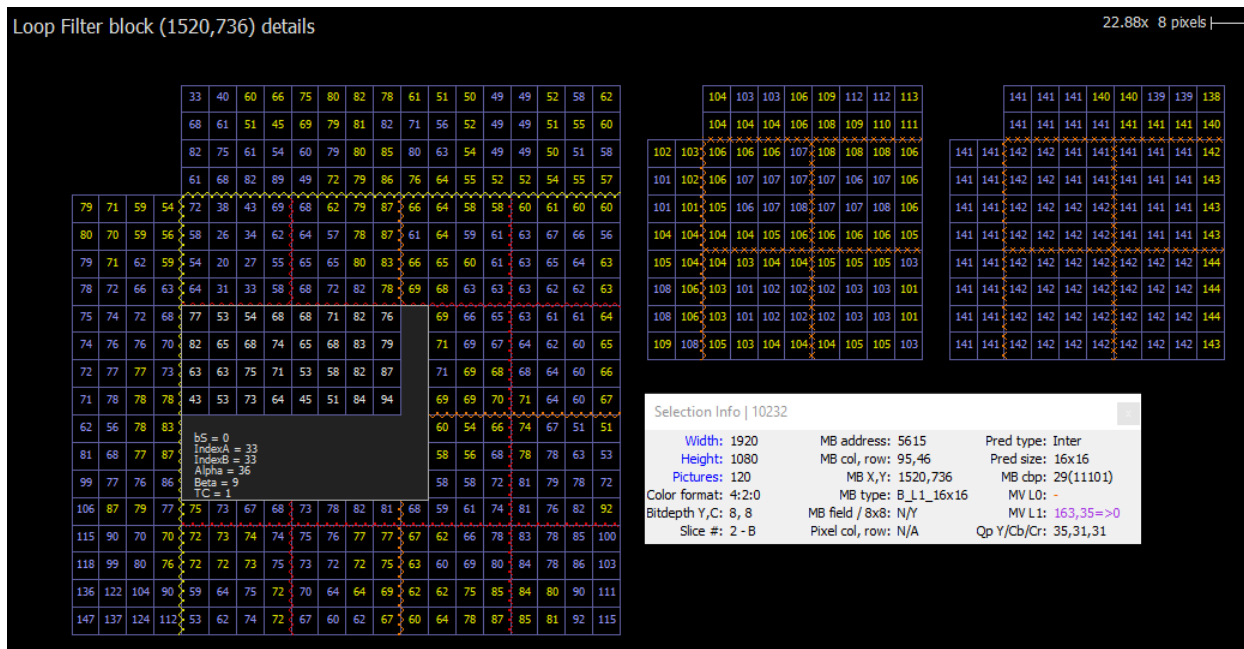 Loop Filter block (1520,736) details
22.88x 8 pixels
33 40 60 66 75 80 82 78 61 51 50 49 49 52 58 62
68 61 51 45 69 79 81 82 71 56 52 49 49 51 55 60
82 75 61 54 60 79 80 85 80 63 54 49 49 50 51 58
61 68 82 89 49 72 79 86 76 64 55 52 52 54 55 57
79 71 59 54 72 38 43 69 68 62 79 87 66 64 58 58 60 61 60 60
80 70 59 56 58 26 34 62 64 57 78 87 61 64 59 61 63 67 66 56
79 71 62 59 54 20 27 55 65 65 80 83 66 65 60 61 63 65 64 63
78 72 66 63 64 31 33 58 68 72 82 78 69 68 63 63 63 62 62 63
75 74 72 68 77 53 54 68 68 71 82 76 69 66 65 63 61 61 64
74 76 76 70 82 65 68 74 65 68 83 79 71 69 67 64 62 60 65
72 77 77 73 63 63 75 71 53 58 82 87 71 69 68 68 64 60 66
71 78 78 78 43 53 73 64 45 51 84 94 69 69 70 71 64 60 67
62 56 78 83 60 54 66 74 67 51 51
81 68 77 87 58 56 68 78 78 63 53
99 77 76 86 58 58 72 81 79 78 72
bS = 0
IndexA = 33
IndexB = 33
Alpha = 36
Beta = 9
TC = 1
106 87 79 77 75 73 67 68 73 78 82 81 68 59 61 74 81 76 82 92
115 90 70 70 72 73 74 74 75 76 77 77 67 62 66 78 83 78 85 100
118 99 80 76 72 72 73 75 73 72 72 75 63 60 69 80 84 78 86 103
136 122 104 90 59 64 75 72 70 64 64 69 62 62 75 85 84 80 90 111
147 137 124 112 53 62 74 72 67 60 62 67 60 64 78 87 85 81 92 115
104 103 103 106 109 112 112 113
104 104 104 106 108 109 110 111
102 103 106 106 106 107 108 108 108 106
101 102 106 107 107 107 107 106 107 106
101 101 105 106 107 108 107 107 108 106
104 104 104 104 105 106 106 106 106 105
105 104 104 103 104 104 105 105 105 103
108 106 103 101 102 102 102 103 103 101
108 106 103 101 102 102 102 103 103 101
109 108 105 103 104 104 104 105 105 103
141 141 141 140 140 139 139 138
141 141 141 141 141 141 141 140
141 141 142 142 142 142 141 141 141 142
141 141 142 142 142 142 141 141 141 143
141 141 142 142 142 142 141 142 142 143
141 141 142 142 142 142 141 142 142 143
141 141 142 142 142 142 142 142 142 144
141 141 142 142 142 142 142 142 142 144
141 141 142 142 142 142 142 142 142 144
141 141 142 142 142 142 142 142 142 143
Selection Info | 10232
Width: 1920 MB address: 5615 Pred type: Inter
Height: 1080 MB col, row: 95,46 Pred size: 16x16
Pictures: 120 MB X,Y: 1520,736 MB cbp: 29(11101)
Color format: 4:2:0 MB type: B_L1_16x16 MV L0: -
Bitdepth Y,C: 8, 8 MB field / 8x8: N/Y MV L1: 163,35=>0
Slice #: 2 - B Pixel col, row: N/A Qp Y/Cb/Cr: 35,31,31